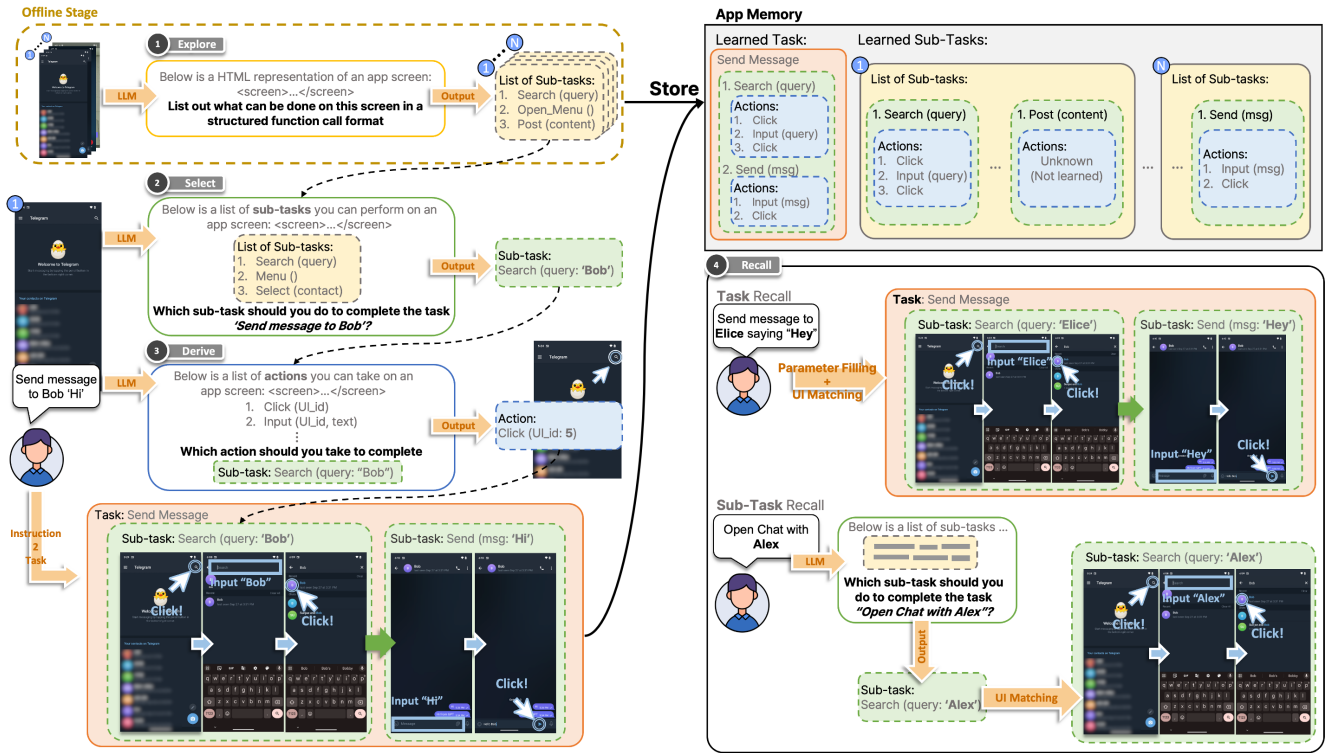 Offline Stage
1
N
1 Explore
Below is a HTML representation of an app screen:
<screen>...</screen>
List out what can be done on this screen in a
structured function call format
LLM
Output
1
N
List of Sub-tasks:
1. Search (query)
2. Open_Menu ()
3. Post (content)
Store
2 Select
1
Telegram
Welcome to Telegram
LLM
Below is a list of sub-tasks you can perform on an
app screen: <screen>...</screen>
List of Sub-tasks:
1. Search (query)
2. Menu ()
3. Select (contact)
Which sub-task should you do to complete the task
‘Send message to Bob’?
Output
Sub-task:
Search (query: ‘Bob’)
3 Derive
Send message
to Bob ‘Hi’
LLM
Below is a list of actions you can take on an
app screen: <screen>...</screen>
1. Click (UI_id)
2. Input (UI_id, text)
Which action should you take to complete
Sub-task: Search (query: “Bob”)
Output
Telegram
Action:
Click (UI_id: 5)
Instruction
2
Task
Task: Send Message
Sub-task: Search (query: ‘Bob’)
Telegram
Click!
Input “Bob”
Click!
Sub-task: Send (msg: ‘Hi’)
Input “Hi”
Click!
App Memory
Learned Task:
Send Message
1. Search (query)
Actions:
1. Click
2. Input (query)
3. Click
2. Send (msg)
Actions:
1. Input (msg)
2. Click
Learned Sub-Tasks:
1
List of Sub-tasks:
1. Search (query)
Actions:
1. Click
2. Input (query)
3. Click
...
1. Post (content)
Actions:
Unknown
(Not learned)
... ...
N
List of Sub-tasks:
1. Send (msg)
Actions:
1. Input (msg)
2. Click
4 Recall
Task Recall
Send message to
Elice saying “Hey”
Parameter Filling
+
UI Matching
Task: Send Message
Sub-task: Search (query: ‘Elice’)
Telegram
Click!
Input “Elice”
Click!
Sub-task: Send (msg: ‘Hey’)
Input “Hey”
Click!
Sub-Task Recall
Open Chat with
Alex
LLM
Below is a list of sub-tasks ...
Which sub-task should you
do to complete the task
“Open Chat with Alex”?
Output
Sub-task:
Search (query: ‘Alex’)
UI Matching
Sub-task: Search (query: ‘Alex’)
Telegram
Click!
Input “Alex”
Click!